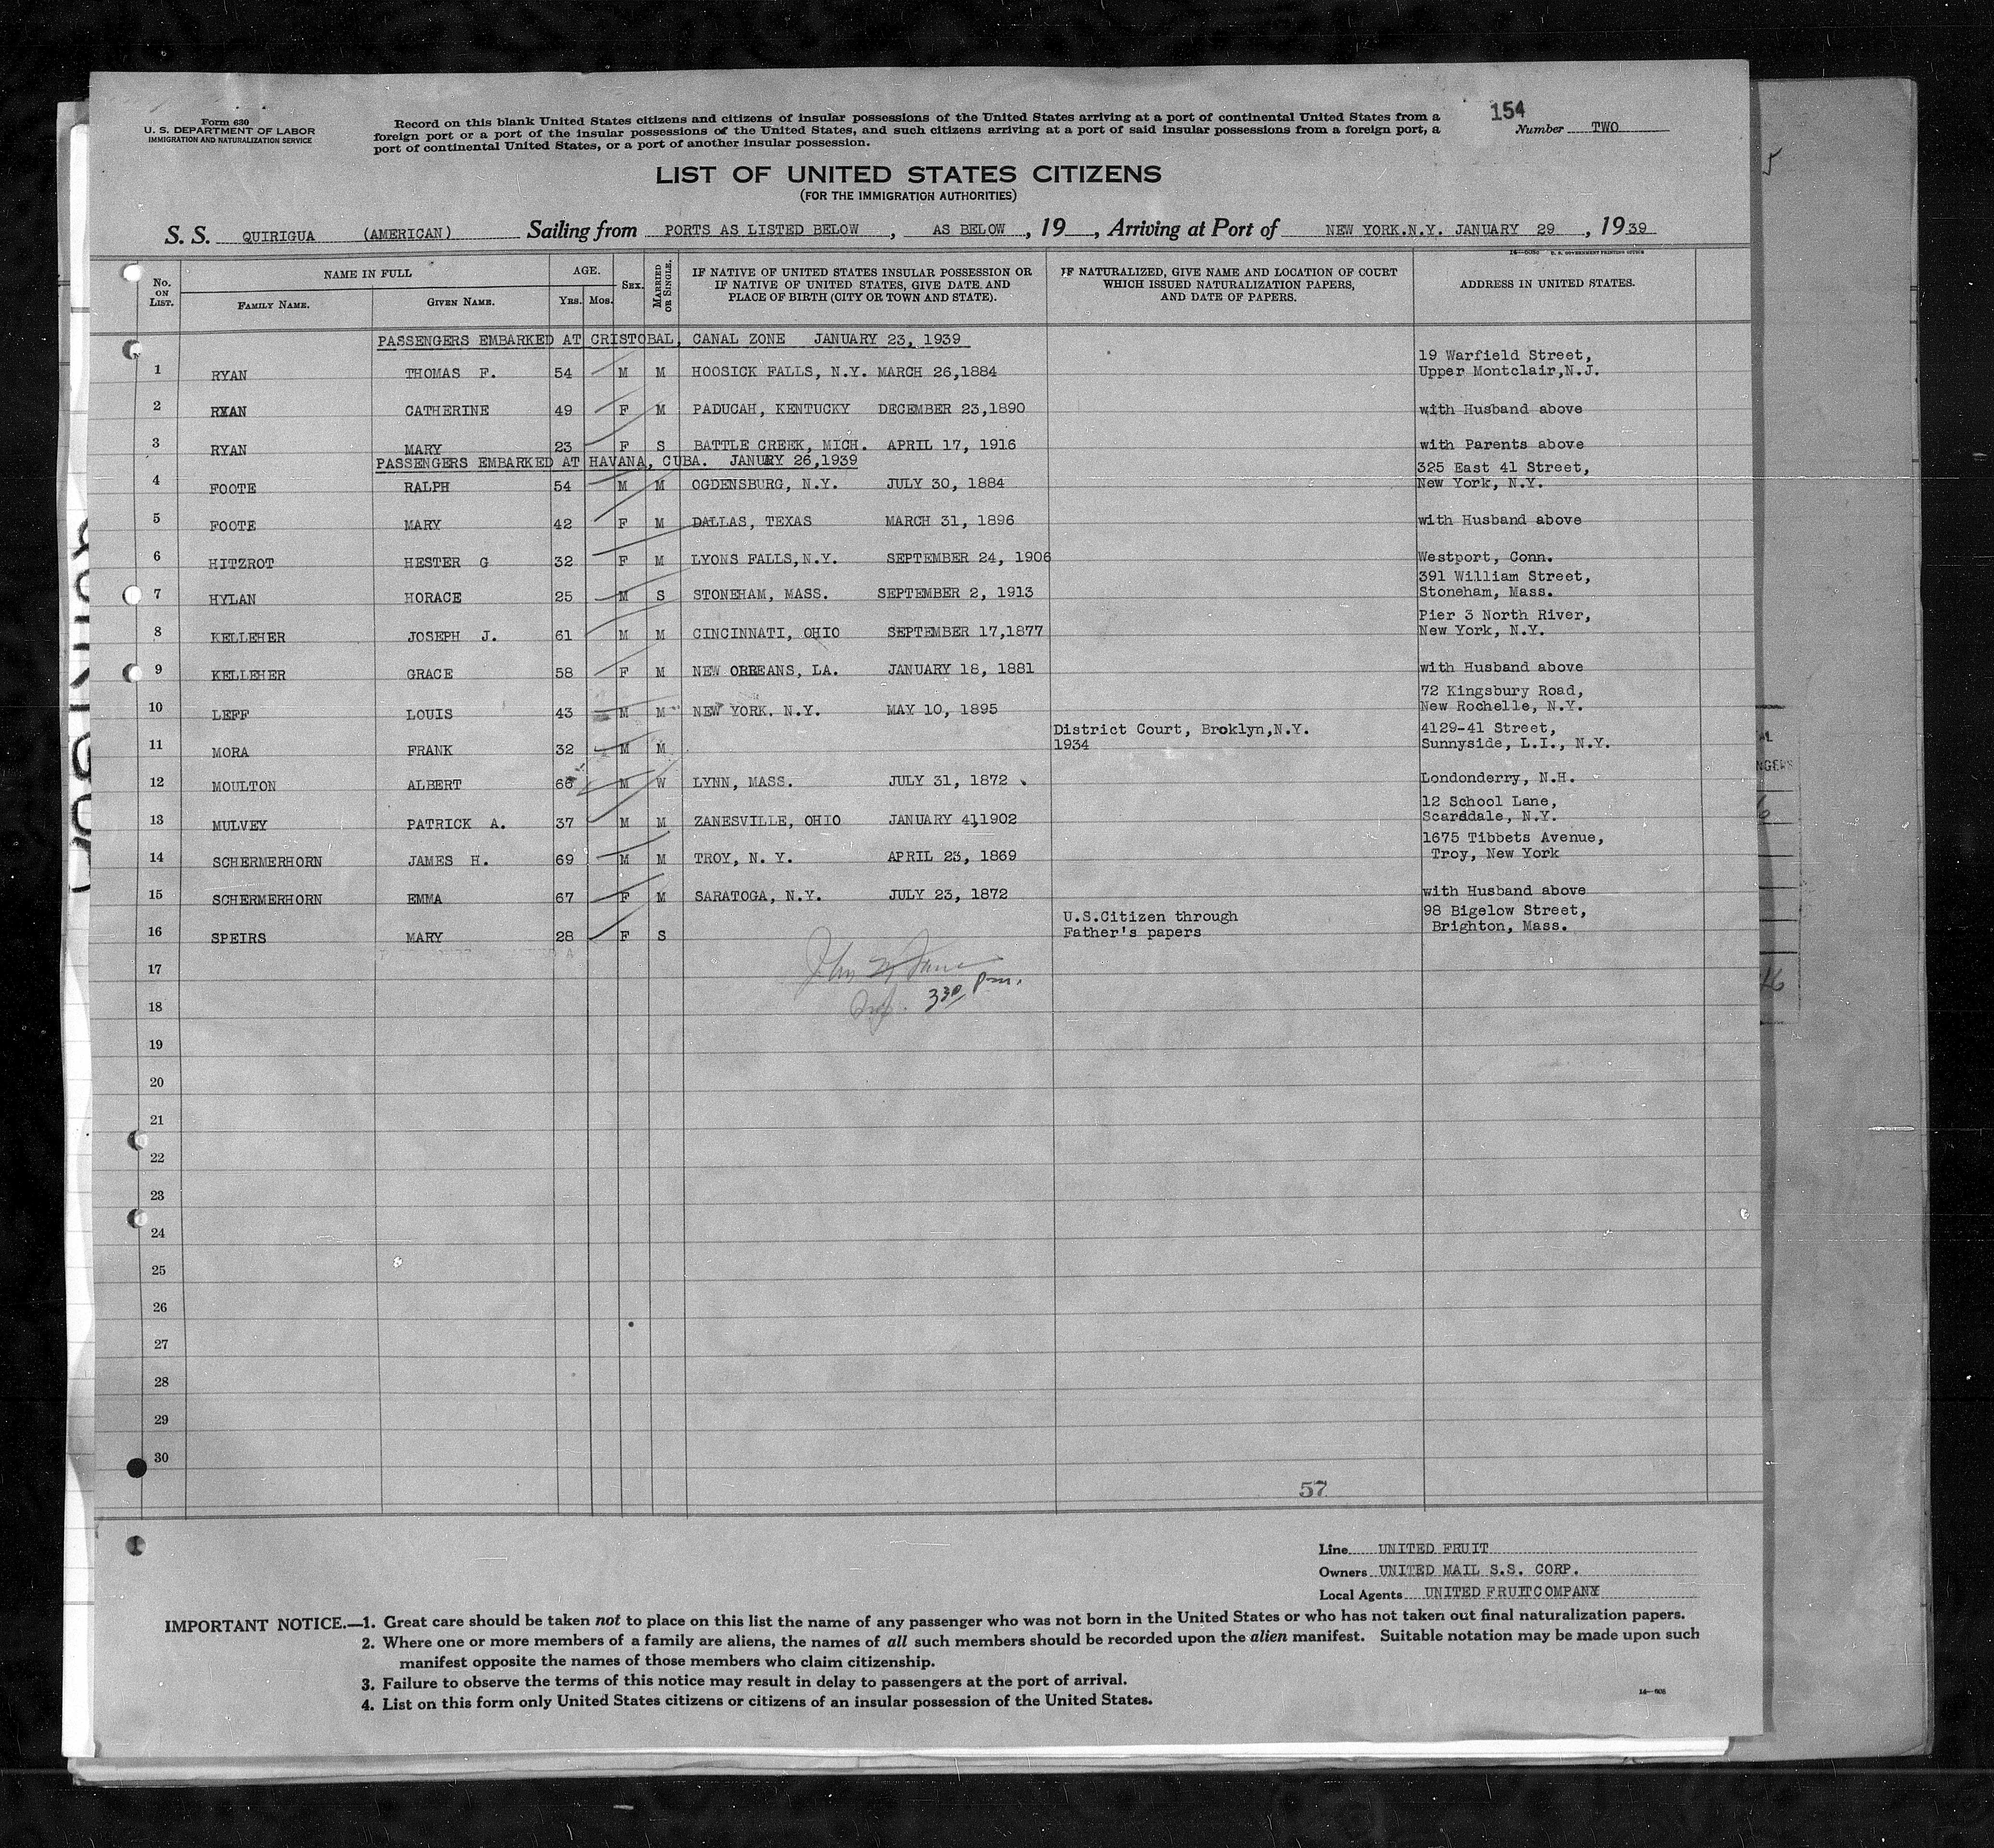 Form 630
U. S. DEPARTMENT OF LABOR
IMMIGRATION AND NATURALIZATION SERVICE
Record on this blank United States citizens and citizens of insular possessions of the United States arriving at a port of continental United States from a
foreign port or a port of the insular possessions of the United States, and such citizens arriving at a port of said insular possessions from a foreign port, a
port of continental United States, or a port of another insular possession.
154
Number TWO
LIST OF UNITED STATES CITIZENS
(FOR THE IMMIGRATION AUTHORITIES)
S. S. QUIRIGUA (AMERICAN) Sailing from PORTS AS LISTED BELOW , AS BELOW , 19 , Arriving at Port of NEW YORK.N.Y. JANUARY 29 , 1939
U. S. GOVERNMENT PRINTING OFFICE
No. ON LIST.
NAME IN FULL
FAMILY NAME.
GIVEN NAME.
AGE.
Yrs. Mos.
SEX.
MARRIED OR SINGLE.
IF NATIVE OF UNITED STATES INSULAR POSSESSION OR
IF NATIVE OF UNITED STATES, GIVE DATE AND
PLACE OF BIRTH (CITY OR TOWN AND STATE).
IF NATURALIZED, GIVE NAME AND LOCATION OF COURT
WHICH ISSUED NATURALIZATION PAPERS,
AND DATE OF PAPERS.
ADDRESS IN UNITED STATES.
PASSENGERS EMBARKED AT CRISTOBAL, CANAL ZONE JANUARY 23, 1939
19 Warfield Street,
1 RYAN THOMAS F. 54 M M HOOSICK FALLS, N.Y. MARCH 26,1884 Upper Montclair,N.J.
2 RYAN CATHERINE 49 F M PADUCAH, KENTUCKY DECEMBER 23,1890 with Husband above
3 RYAN MARY 23 F S BATTLE CREEK, MICH. APRIL 17, 1916 with Parents above
PASSENGERS EMBARKED AT HAVANA, CUBA. JANUARY 26,1939
325 East 41 Street,
4 FOOTE RALPH 54 M M OGDENSBURG, N.Y. JULY 30, 1884 New York, N.Y.
5 FOOTE MARY 42 F M DALLAS, TEXAS MARCH 31, 1896 with Husband above
6 HITZROT HESTER G 32 F M LYONS FALLS,N.Y. SEPTEMBER 24, 1906 Westport, Conn.
391 William Street,
7 HYLAN HORACE 25 M S STONEHAM, MASS. SEPTEMBER 2, 1913 Stoneham, Mass.
Pier 3 North River,
8 KELLEHER JOSEPH J. 61 M M CINCINNATI, OHIO SEPTEMBER 17,1877 New York, N.Y.
9 KELLEHER GRACE 58 F M NEW ORREANS, LA. JANUARY 18, 1881 with Husband above
72 Kingsbury Road,
10 LEFF LOUIS 43 M M NEW YORK. N.Y. MAY 10, 1895 New Rochelle, N.Y.
District Court, Broklyn,N.Y. 4129-41 Street,
11 MORA FRANK 32 M M 1934 Sunnyside, L.I., N.Y.
12 MOULTON ALBERT 66 M W LYNN, MASS. JULY 31, 1872 Londonderry, N.H.
12 School Lane,
13 MULVEY PATRICK A. 37 M M ZANESVILLE, OHIO JANUARY 4,1902 Scarsdale, N.Y.
1675 Tibbets Avenue,
14 SCHERMERHORN JAMES H. 69 M M TROY, N. Y. APRIL 23, 1869 Troy, New York
15 SCHERMERHORN EMMA 67 F M SARATOGA, N.Y. JULY 23, 1872 with Husband above
U.S.Citizen through 98 Bigelow Street,
16 SPEIRS MARY 28 F S Father's papers Brighton, Mass.
17
330 Pm.
18
19
20
21
22
23
24
25
26
27
28
29
30
57
Line UNITED FRUIT
Owners UNITED MAIL S.S. CORP.
Local Agents UNITED FRUITCOMPANY
IMPORTANT NOTICE.—1. Great care should be taken not to place on this list the name of any passenger who was not born in the United States or who has not taken out final naturalization papers.
2. Where one or more members of a family are aliens, the names of all such members should be recorded upon the alien manifest. Suitable notation may be made upon such
manifest opposite the names of those members who claim citizenship.
3. Failure to observe the terms of this notice may result in delay to passengers at the port of arrival.
4. List on this form only United States citizens or citizens of an insular possession of the United States.